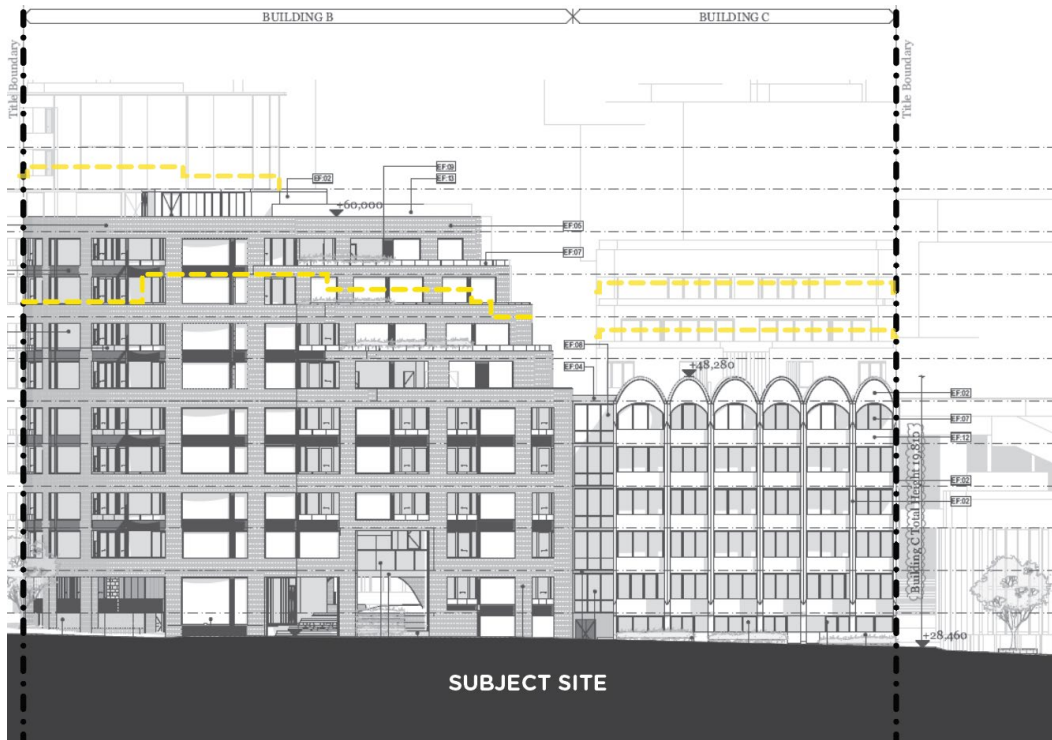 BUILDING B
BUILDING C
Title Boundary
Title Boundary
EF:09
EF:13
EF:02
+60,000
EF:05
EF:07
EF:08
EF:04
+48,280
EF:02
EF:07
EF:12
EF:02
EF:02
Building C Total Height 19,810
+28,460
SUBJECT SITE